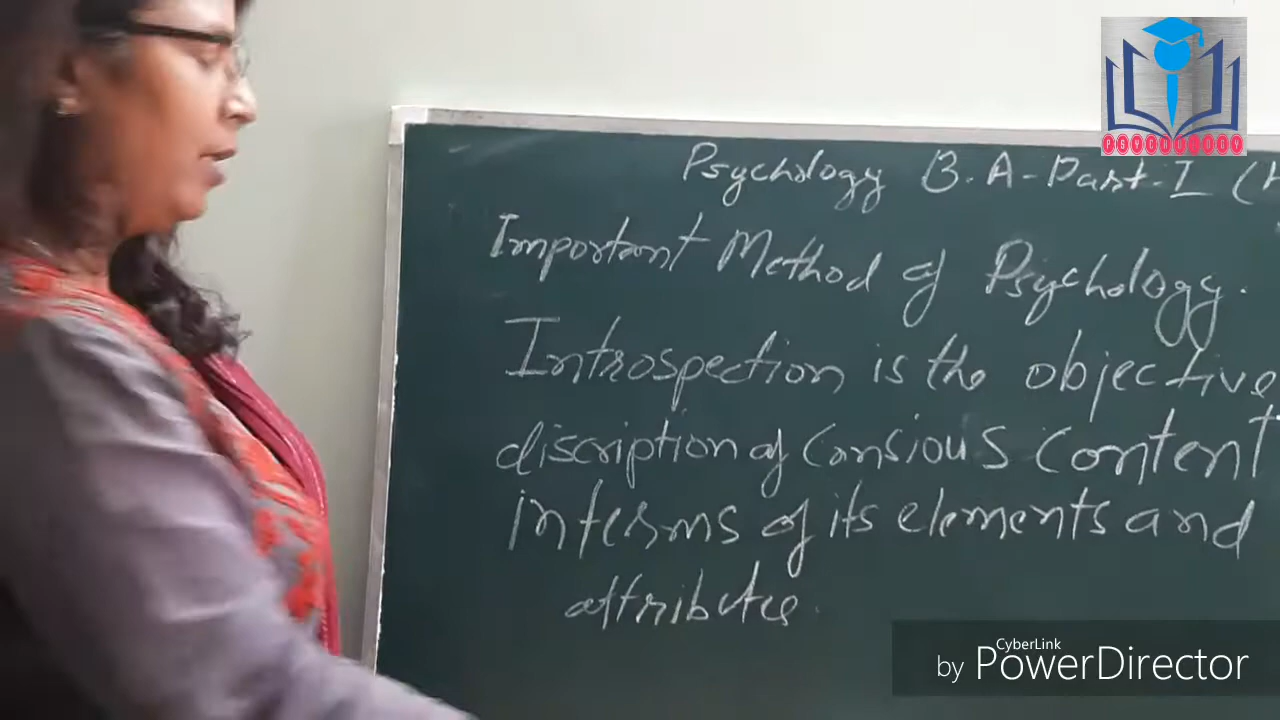 Psychology B.A-Part-I (H
Important Method of Psychology.
Introspection is the objective
discription of Consious Content
interms of its elements and
attributes.
CyberLink
by PowerDirector